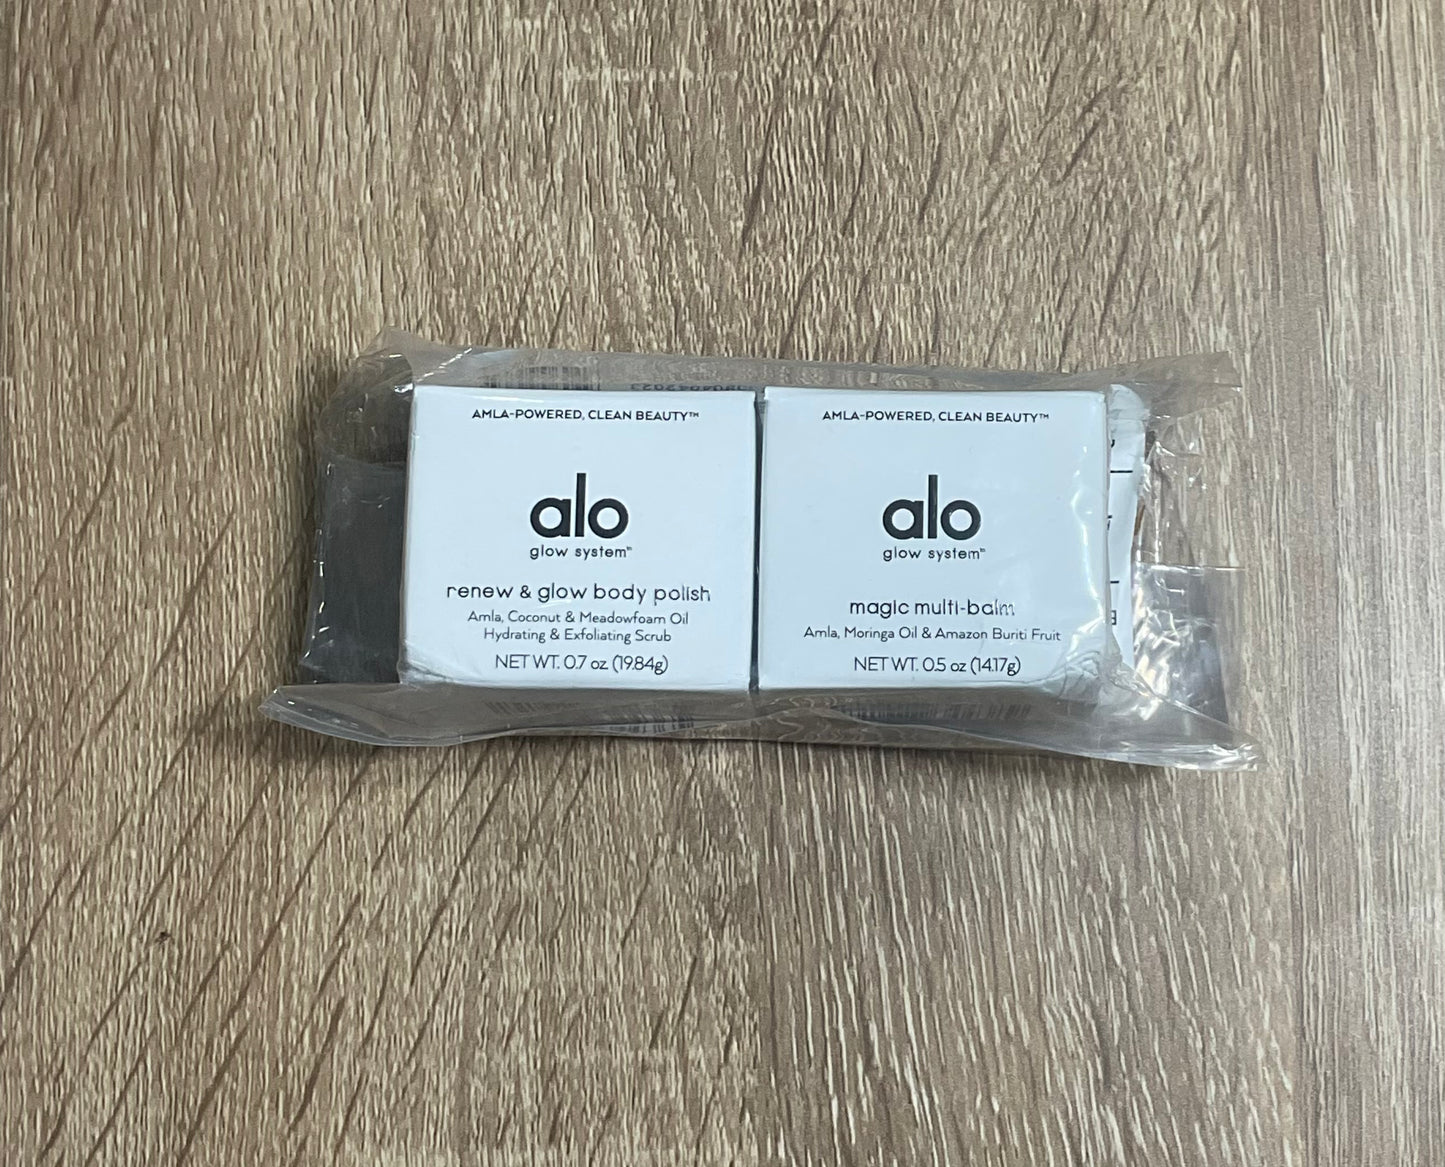 AMLA-POWERED, CLEAN BEAUTY™
alo
glow system™
renew & glow body polish
Amla, Coconut & Meadowfoam Oil
Hydrating & Exfoliating Scrub
NET WT. 0.7 oz. (19.84g)
AMLA-POWERED, CLEAN BEAUTY™
alo
glow system™
magic multi-balm
Amla, Moringa Oil & Amazon Buriti Fruit
NET WT. 0.5 oz (14.17g)